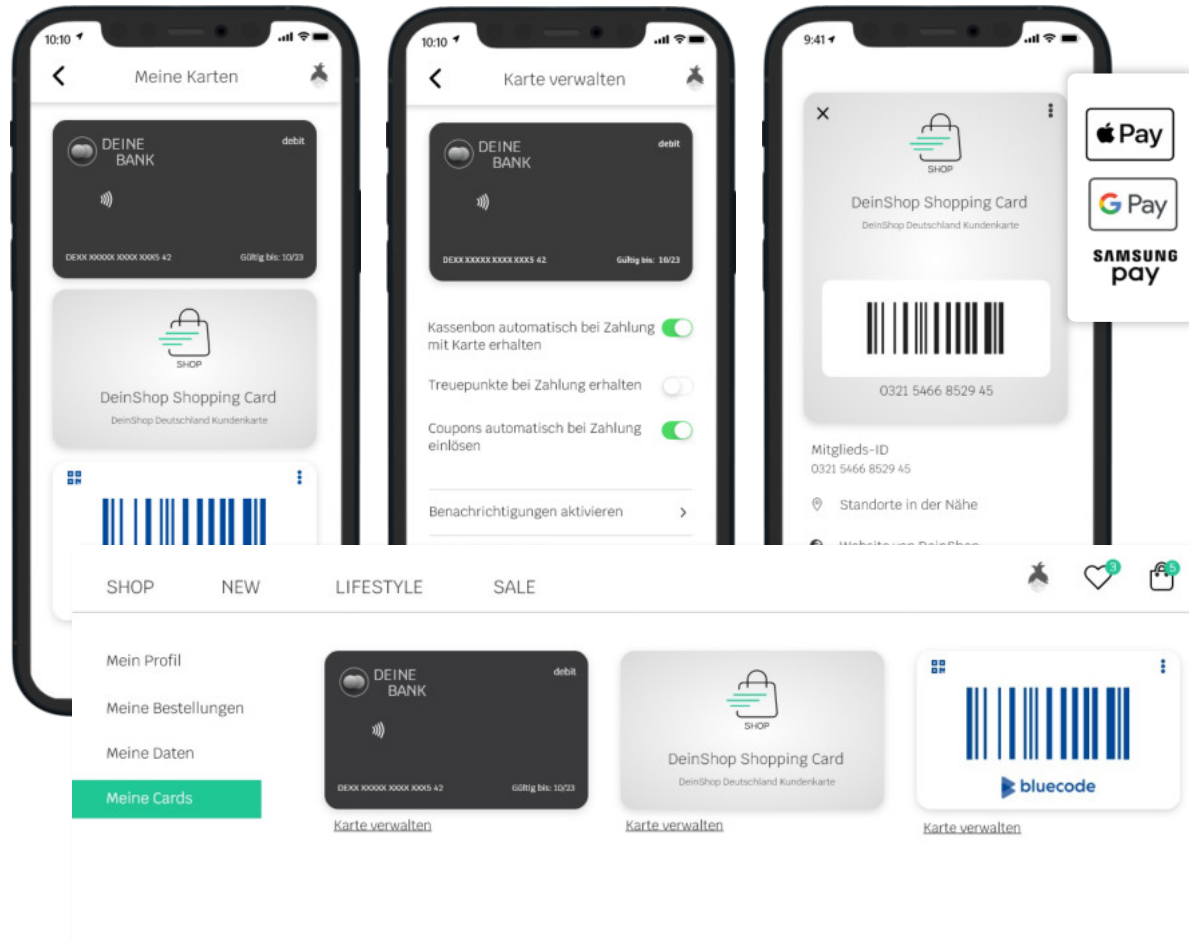 10:10
Meine Karten
DEINE
BANK
debit
DEXX XXXXX XXXX XXX5 42
Gültig bis: 10/23
SHOP
DeinShop Shopping Card
DeinShop Deutschland Kundenkarte
10:10
Karte verwalten
DEINE
BANK
debit
DEXX XXXXX XXXX XXX5 42
Gültig bis: 10/23
Kassenbon automatisch bei Zahlung
mit Karte erhalten
Treuepunkte bei Zahlung erhalten
Coupons automatisch bei Zahlung
einlösen
Benachrichtigungen aktivieren
9:41
SHOP
DeinShop Shopping Card
DeinShop Deutschland Kundenkarte
0321 5466 8529 45
Mitglieds-ID
0321 5466 8529 45
Standorte in der Nähe
Website von DeinShop
Pay
G Pay
SAMSUNG
pay
SHOP
NEW
LIFESTYLE
SALE
3
5
Mein Profil
Meine Bestellungen
Meine Daten
Meine Cards
DEINE
BANK
debit
DEXX XXXXX XXXX XXX5 42
Gültig bis: 10/23
Karte verwalten
SHOP
DeinShop Shopping Card
DeinShop Deutschland Kundenkarte
Karte verwalten
bluecode
Karte verwalten